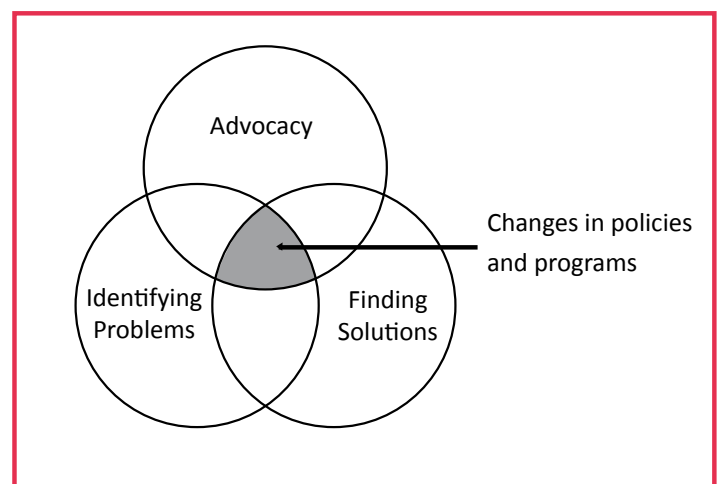 Advocacy
Changes in policies
and programs
Identifying
Problems
Finding
Solutions